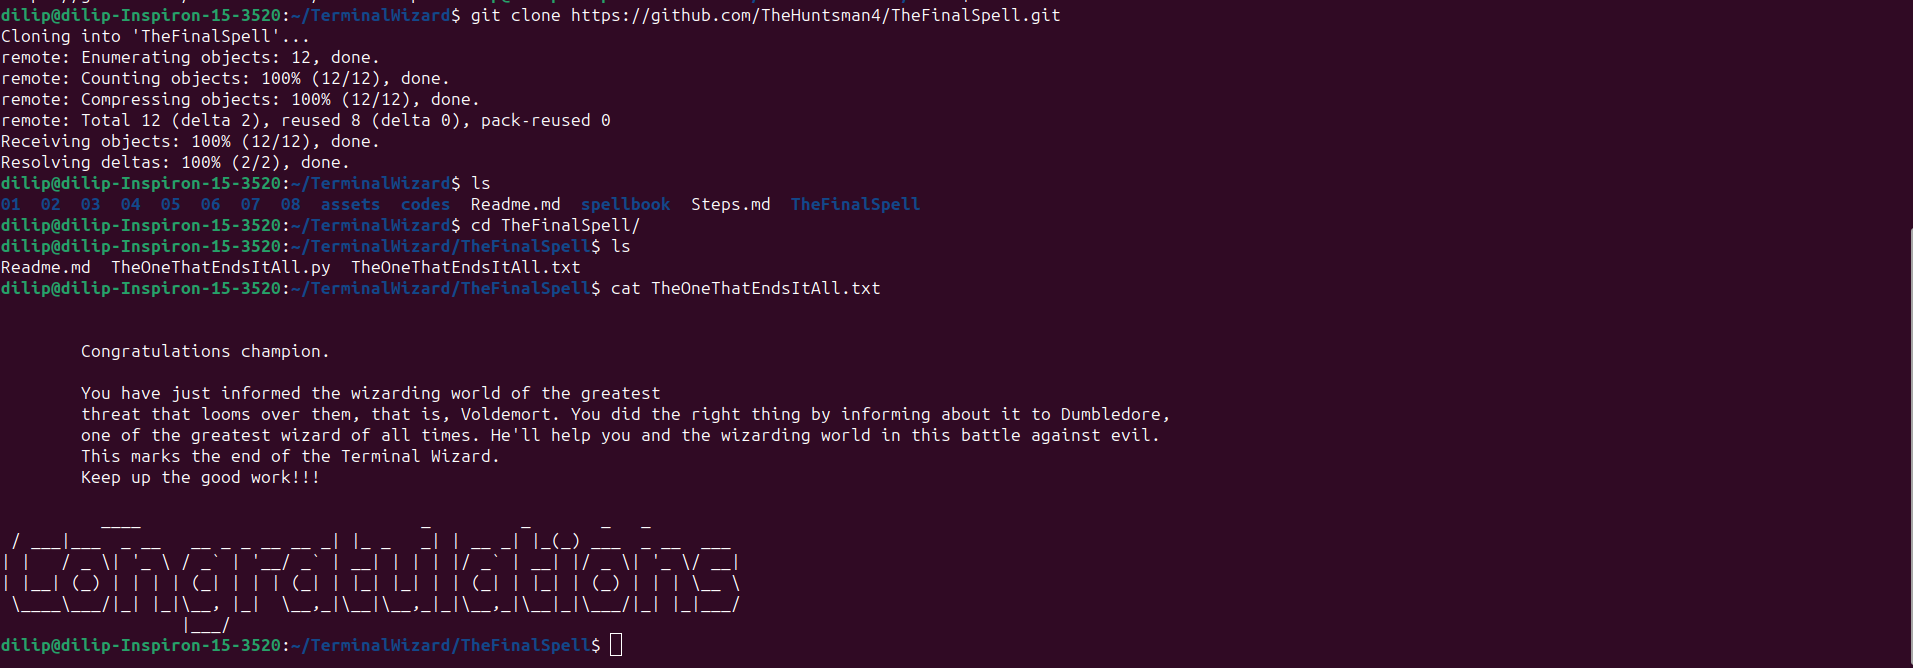 dilip@dilip-Inspiron-15-3520:~/TerminalWizard$ git clone https://github.com/TheHuntsman4/TheFinalSpell.git
Cloning into 'TheFinalSpell'...
remote: Enumerating objects: 12, done.
remote: Counting objects: 100% (12/12), done.
remote: Compressing objects: 100% (12/12), done.
remote: Total 12 (delta 2), reused 8 (delta 0), pack-reused 0
Receiving objects: 100% (12/12), done.
Resolving deltas: 100% (2/2), done.
dilip@dilip-Inspiron-15-3520:~/TerminalWizard$ ls
01 02 03 04 05 06 07 08 assets codes Readme.md spellbook Steps.md TheFinalSpell
dilip@dilip-Inspiron-15-3520:~/TerminalWizard$ cd TheFinalSpell/
dilip@dilip-Inspiron-15-3520:~/TerminalWizard/TheFinalSpell$ ls
Readme.md TheOneThatEndsItAll.py TheOneThatEndsItAll.txt
dilip@dilip-Inspiron-15-3520:~/TerminalWizard/TheFinalSpell$ cat TheOneThatEndsItAll.txt
Congratulations champion.
You have just informed the wizarding world of the greatest
threat that looms over them, that is, Voldemort. You did the right thing by informing about it to Dumbledore,
one of the greatest wizard of all times. He'll help you and the wizarding world in this battle against evil.
This marks the end of the Terminal Wizard.
Keep up the good work!!!
Congratulations
dilip@dilip-Inspiron-15-3520:~/TerminalWizard/TheFinalSpell$